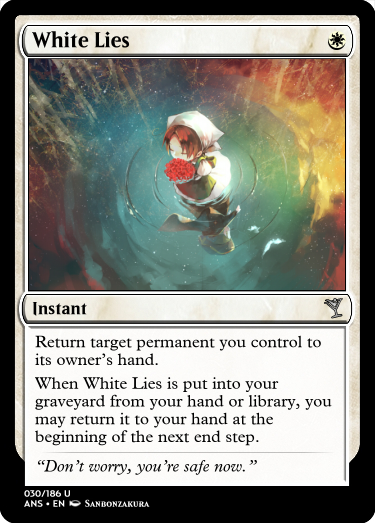 White Lies
Instant
Return target permanent you control to
its owner's hand.
When White Lies is put into your
graveyard from your hand or library, you
may return it to your hand at the
beginning of the next end step.
“Don't worry, you're safe now.”
030/186 U
ANS • EN Sanbonzakura